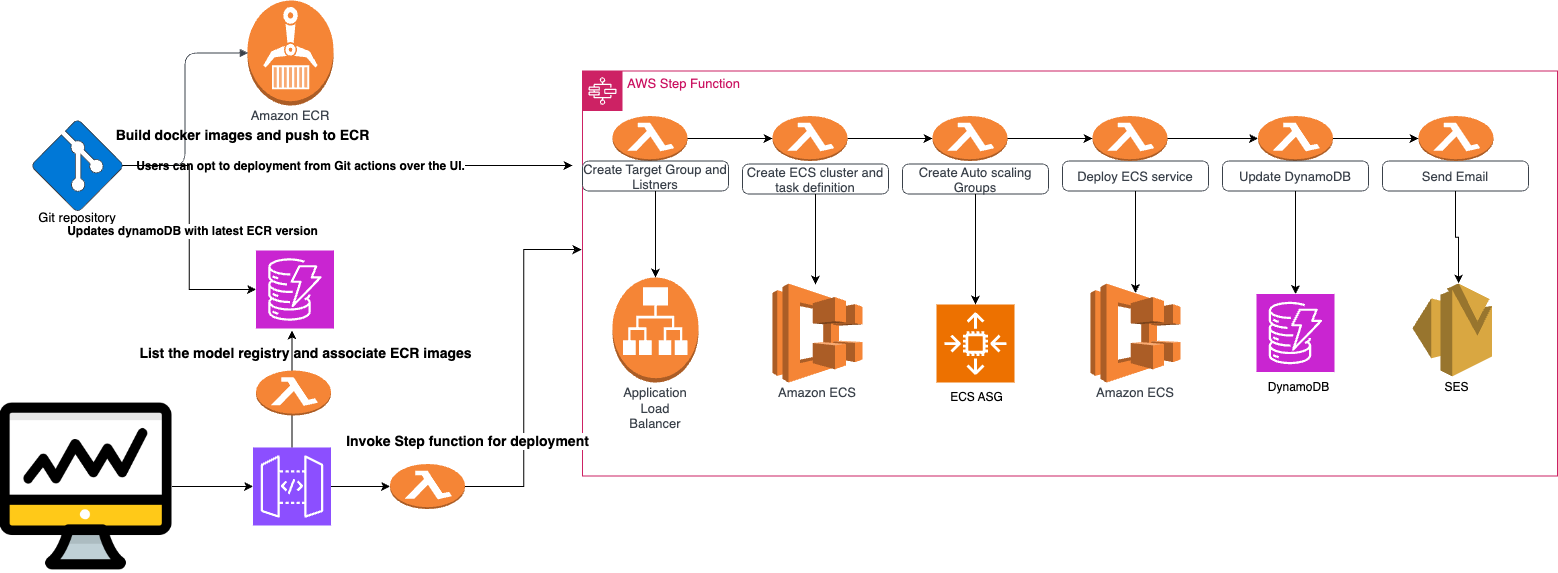 Amazon ECR
Build docker images and push to ECR
Users can opt to deployment from Git actions over the UI.
Git repository
Updates dynamoDB with latest ECR version
List the model registry and associate ECR images
Invoke Step function for deployment
AWS Step Function
Create Target Group and
Listners
Create ECS cluster and
task definition
Create Auto scaling
Groups
Deploy ECS service
Update DynamoDB
Send Email
Application
Load
Balancer
Amazon ECS
ECS ASG
Amazon ECS
DynamoDB
SES